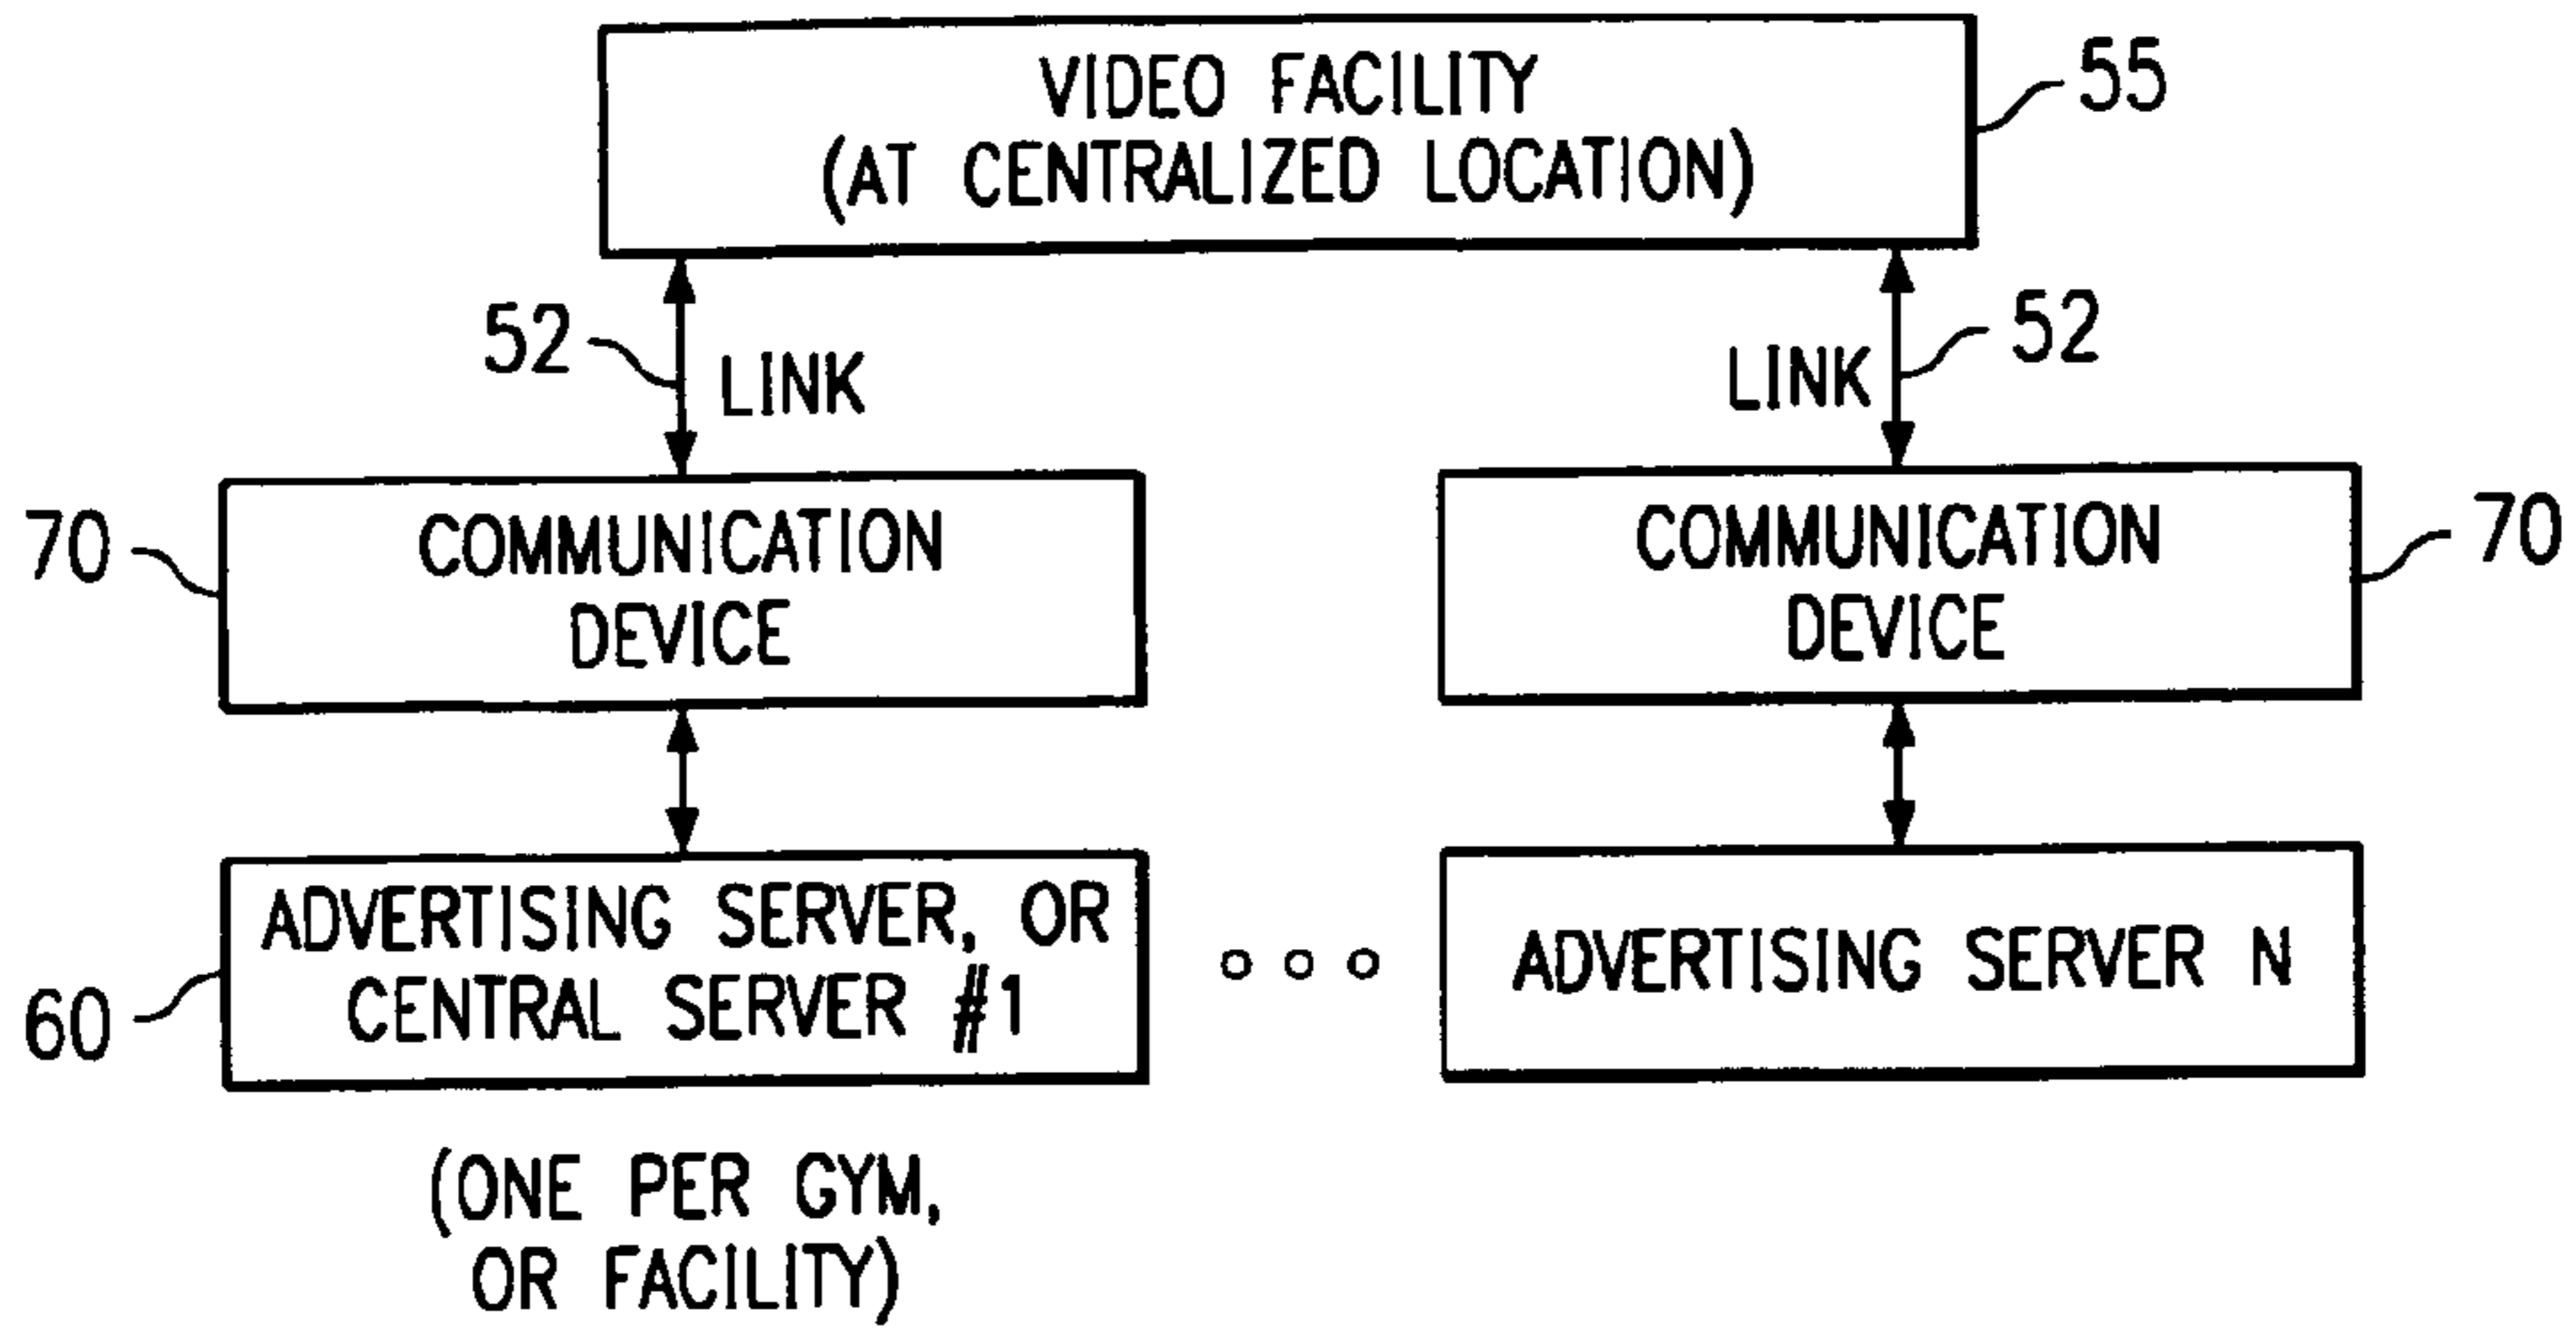 VIDEO FACILITY
(AT CENTRALIZED LOCATION)
55
52
LINK
LINK
52
70
COMMUNICATION
DEVICE
COMMUNICATION
DEVICE
70
60
ADVERTISING SERVER, OR
CENTRAL SERVER #1
ADVERTISING SERVER N
(ONE PER GYM,
OR FACILITY)